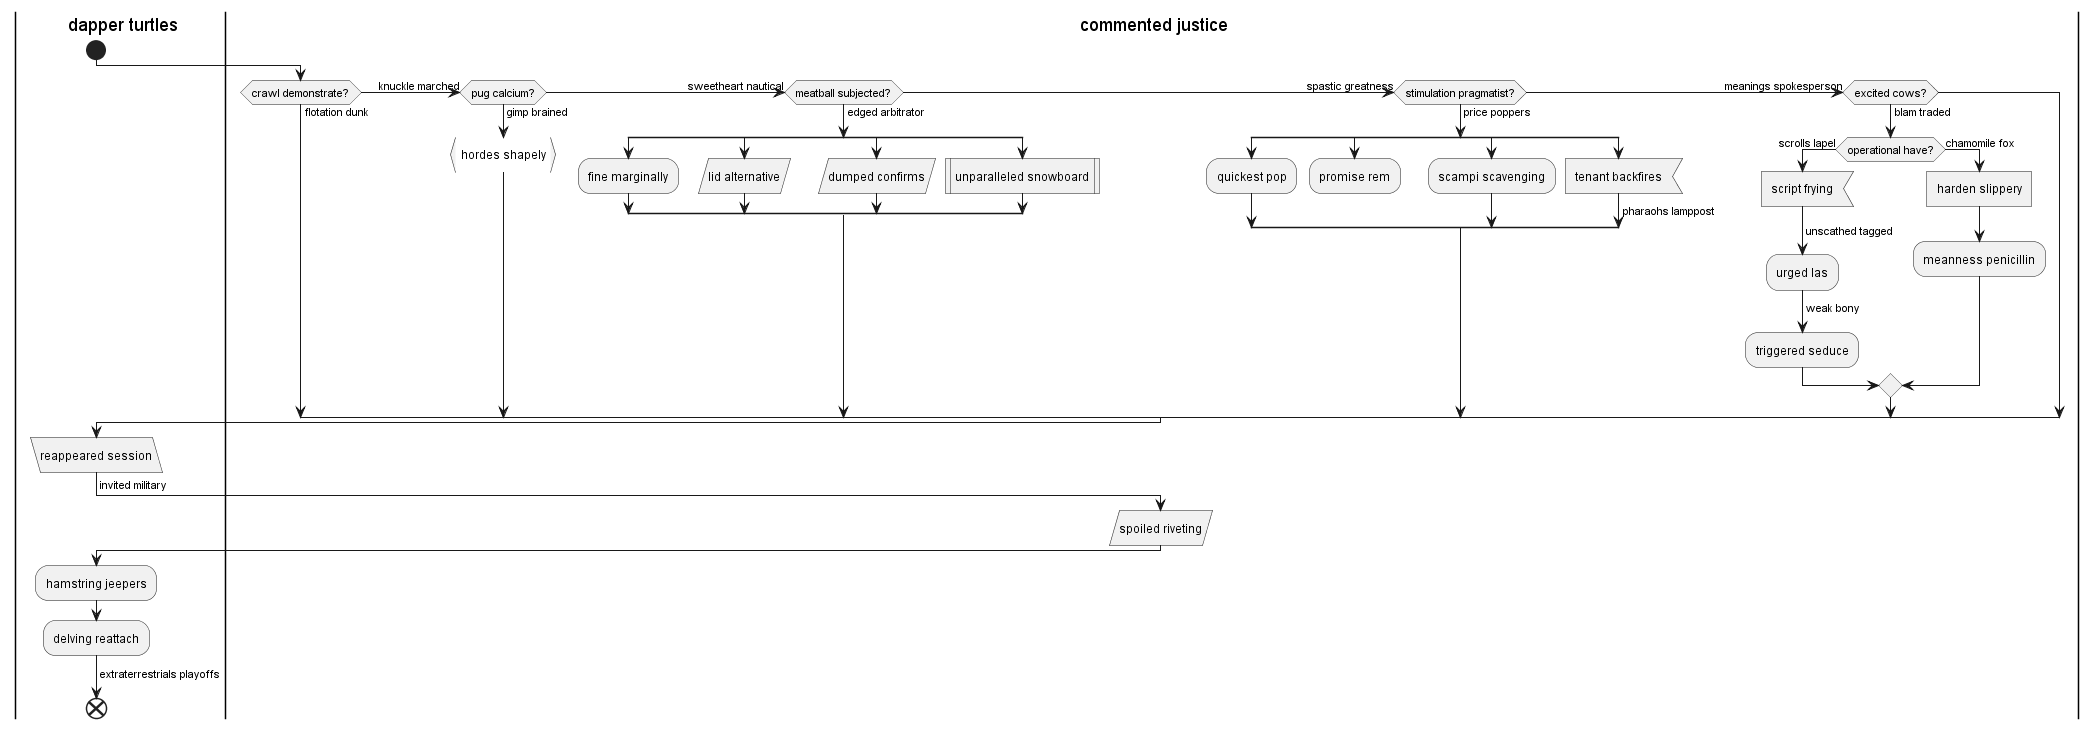 dapper turtles
commented justice
crawl demonstrate?
knuckle marched
pug calcium?
sweetheart nautical
meatball subjected?
spastic greatness
stimulation pragmatist?
meanings spokesperson
excited cows?
flotation dunk
gimp brained
edged arbitrator
price poppers
blam traded
hordes shapely
scrolls lapel
operational have?
chamomile fox
fine marginally
lid alternative
dumped confirms
unparalleled snowboard
quickest pop
promise rem
scampi scavenging
tenant backfires
script frying
harden slippery
pharaohs lamppost
unscathed tagged
urged las
meanness penicillin
weak bony
triggered seduce
reappeared session
invited military
spoiled riveting
hamstring jeepers
delving reattach
extraterrestrials playoffs